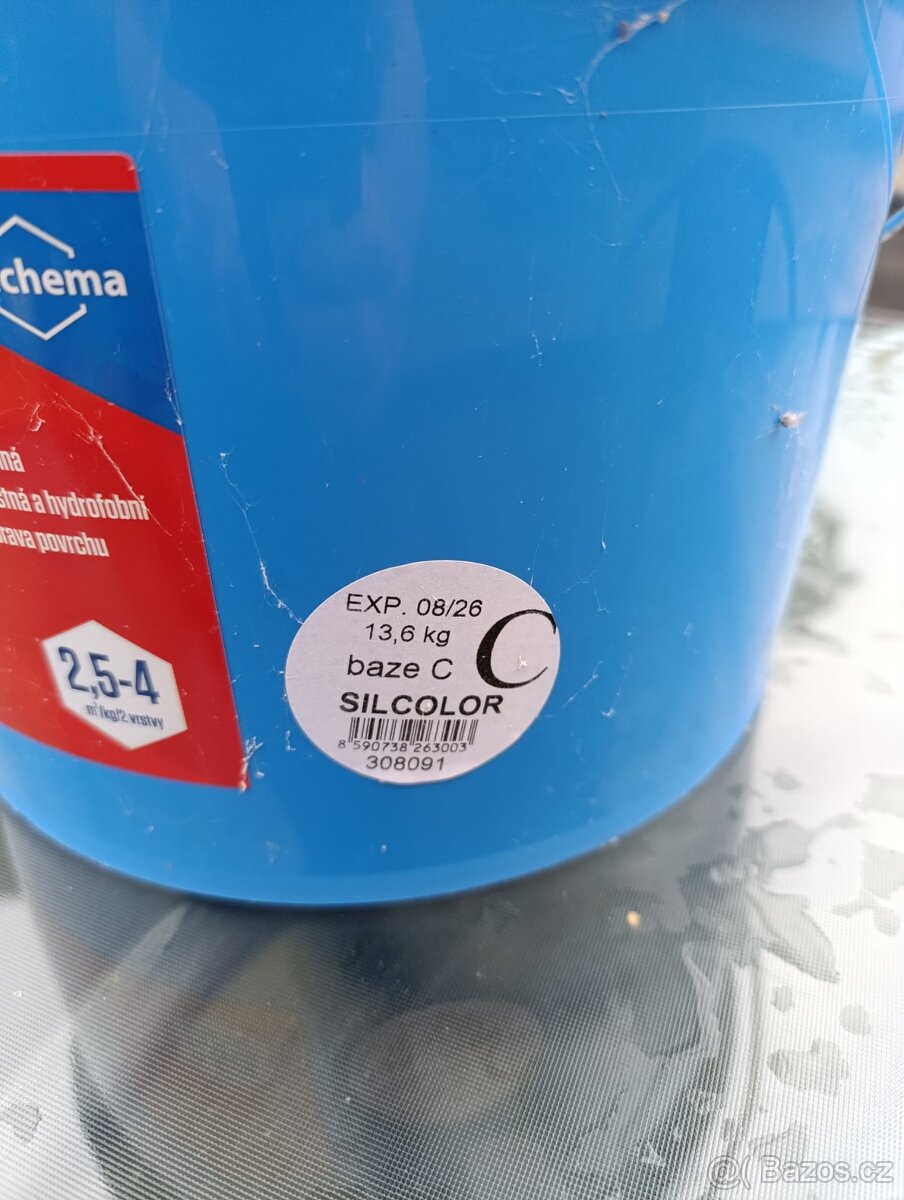 chema
ná
stná a hydrofobní
rava povrchu
2,5-4
m²/kg/2 vrstvy
EXP. 08/26
13,6 kg
baze C
C
SILCOLOR
8 590738 263003
308091
Bazos.cz